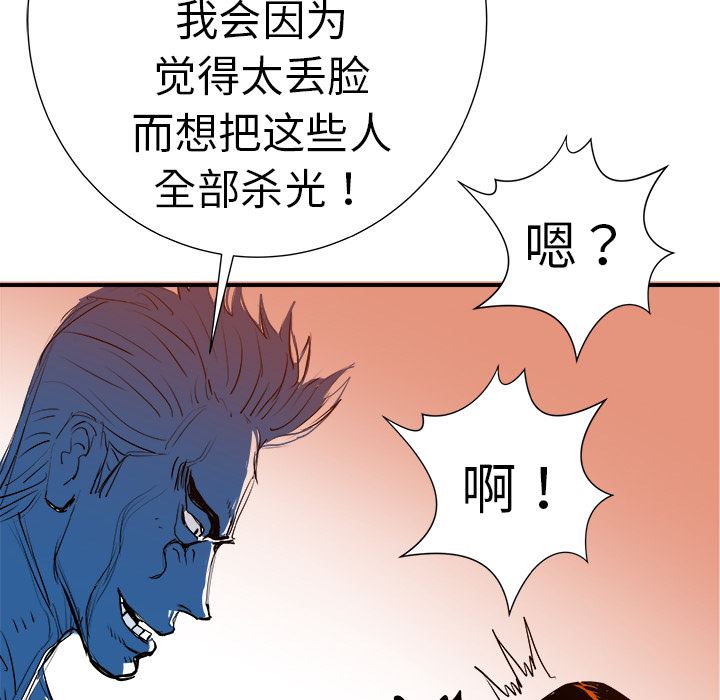 我会因为
觉得太丢脸
而想把这些人
全部杀光！
嗯？
啊！